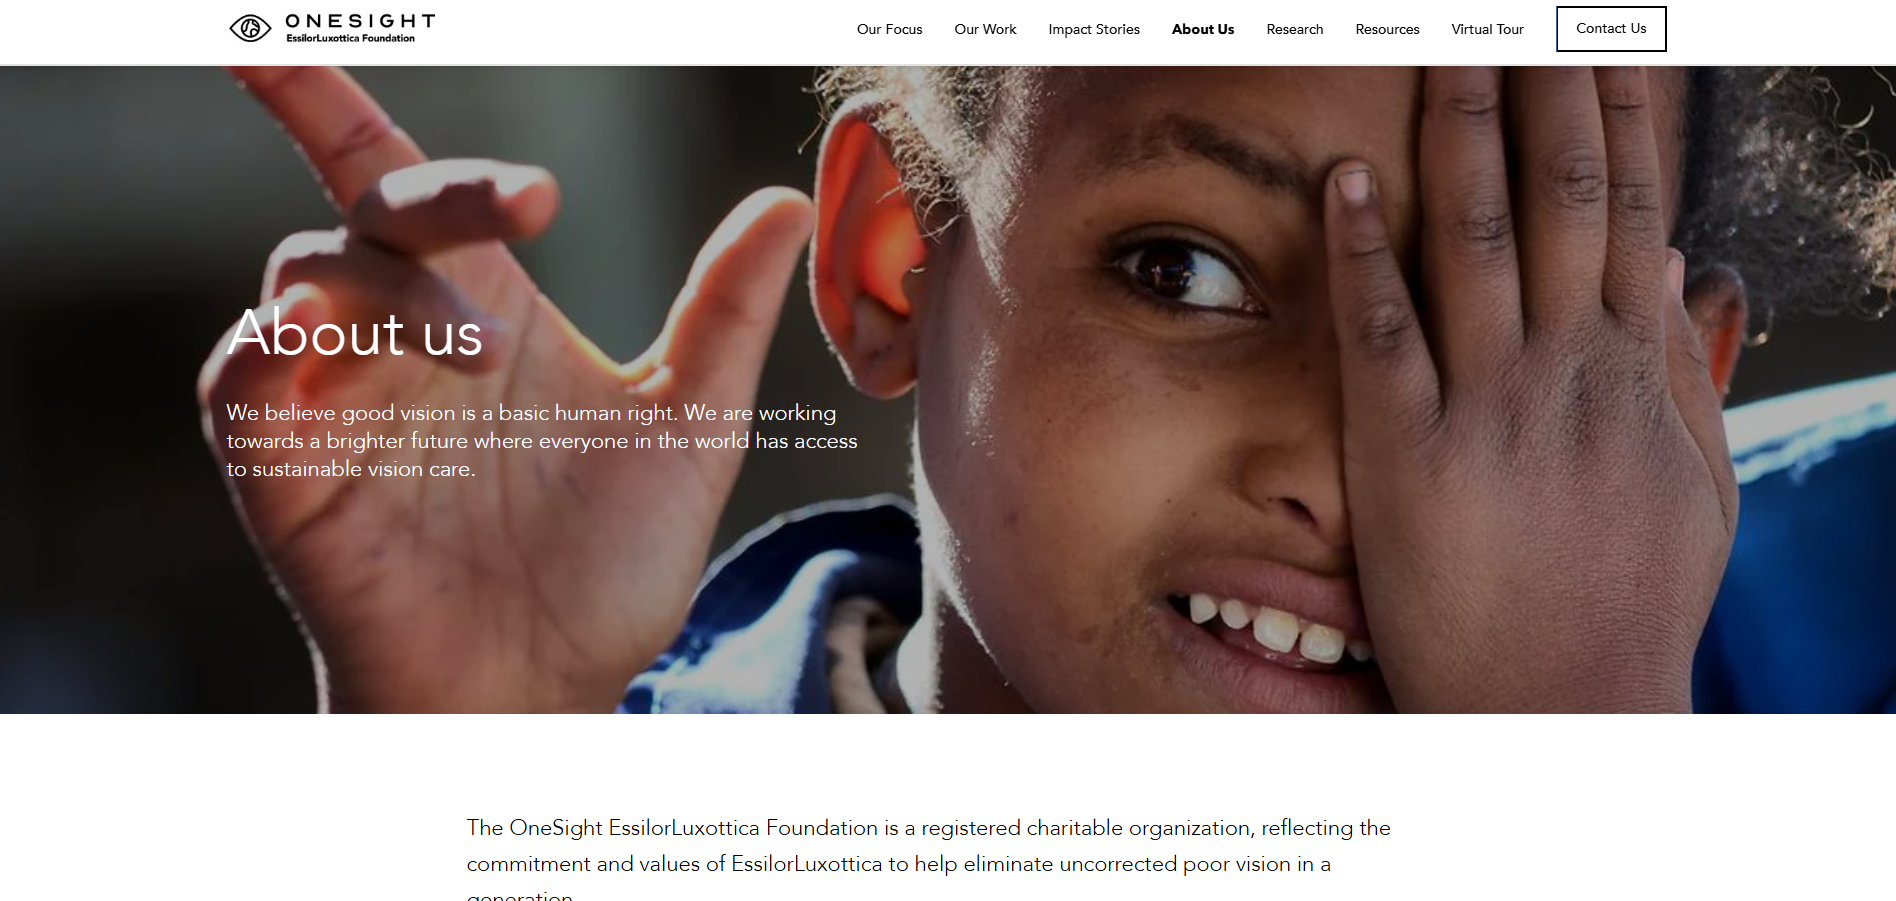 ONESIGHT
EssilorLuxottica Foundation
Our Focus
Our Work
Impact Stories
About Us
Research
Resources
Virtual Tour
Contact Us
About us
We believe good vision is a basic human right. We are working
towards a brighter future where everyone in the world has access
to sustainable vision care.
The OneSight EssilorLuxottica Foundation is a registered charitable organization, reflecting the
commitment and values of EssilorLuxottica to help eliminate uncorrected poor vision in a
generation.